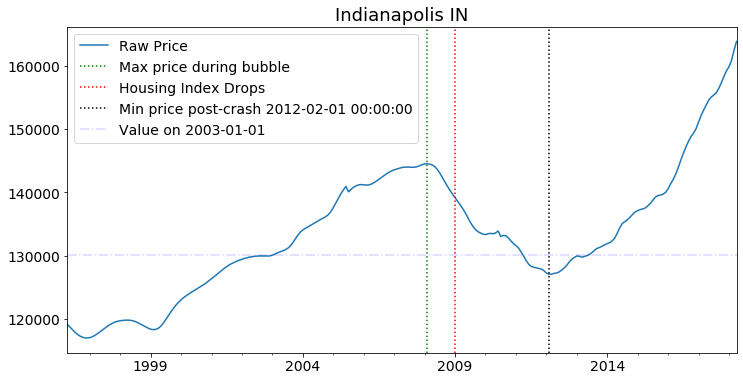 Indianapolis IN
Raw Price
Max price during bubble
Housing Index Drops
Min price post-crash 2012-02-01 00:00:00
Value on 2003-01-01
160000
150000
140000
130000
120000
1999 2004 2009 2014